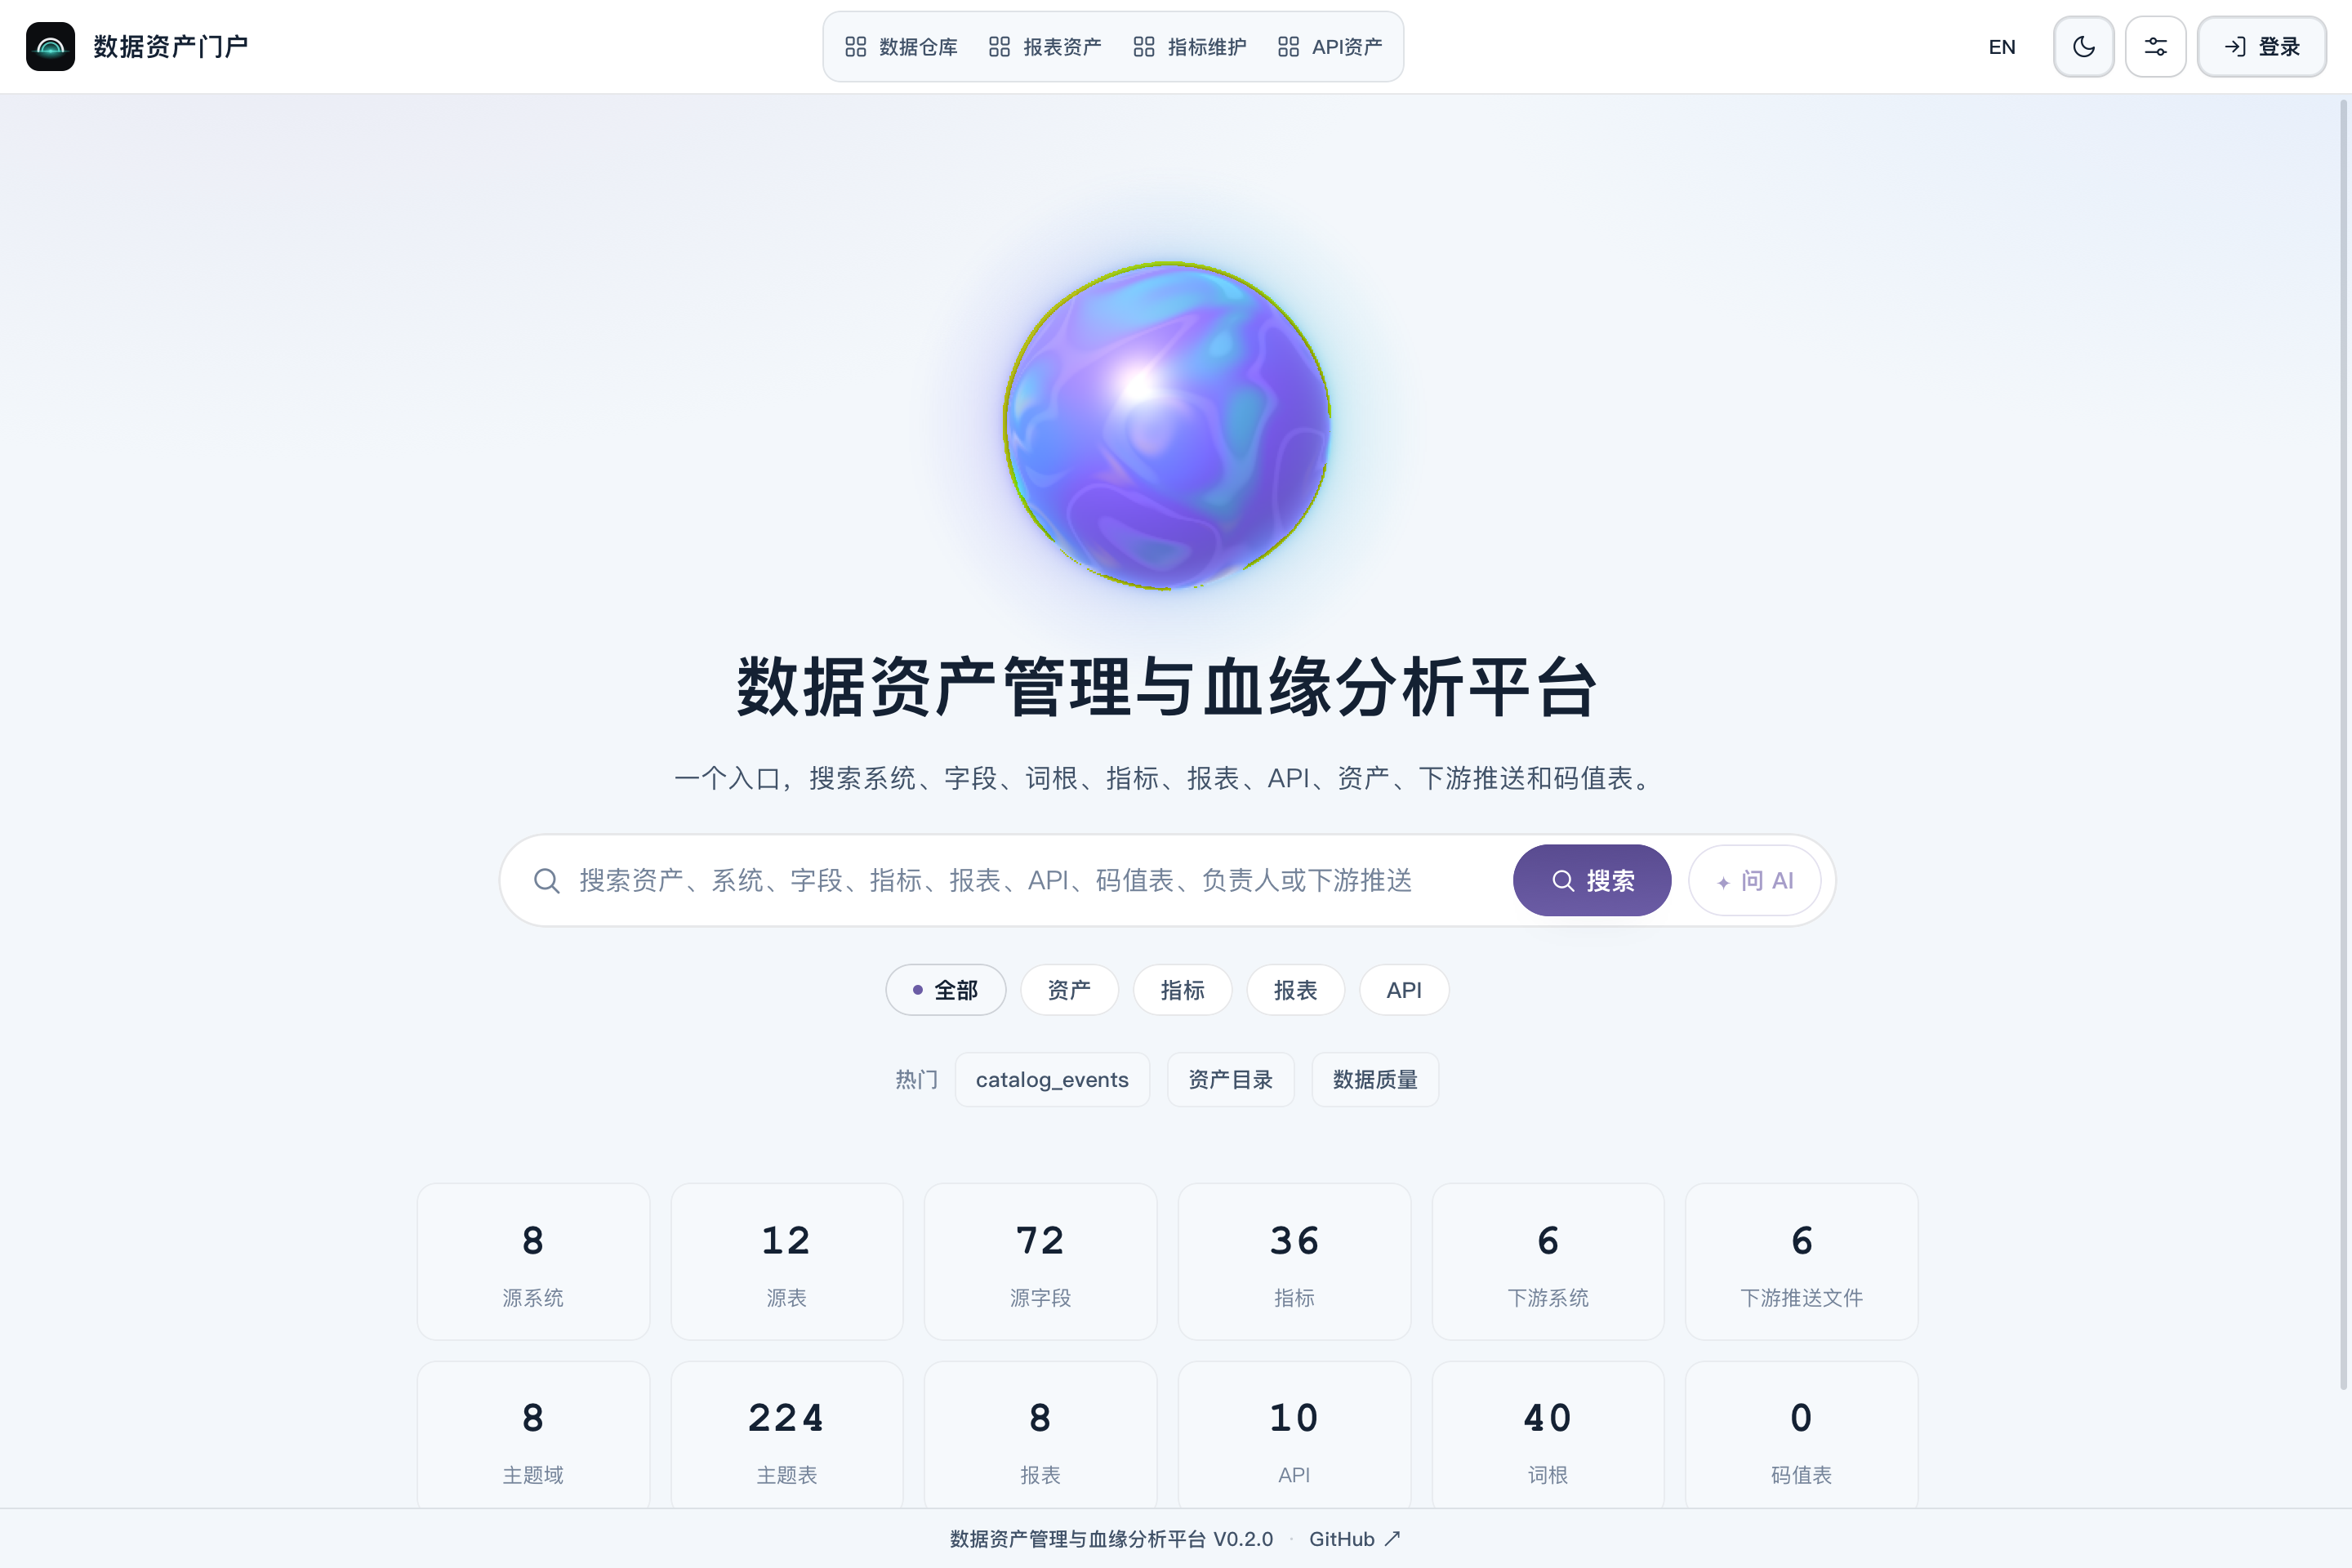 数据资产门户
数据仓库 报表资产 指标维护 API资产
EN 登录
数据资产管理与血缘分析平台
一个入口，搜索系统、字段、词根、指标、报表、API、资产、下游推送和码值表。
搜索资产、系统、字段、指标、报表、API、码值表、负责人或下游推送 搜索 问 AI
全部 资产 指标 报表 API
热门 catalog_events 资产目录 数据质量
8 12 72 36 6 6
源系统 源表 源字段 指标 下游系统 下游推送文件
8 224 8 10 40 0
主题域 主题表 报表 API 词根 码值表
数据资产管理与血缘分析平台 V0.2.0 · GitHub ↗